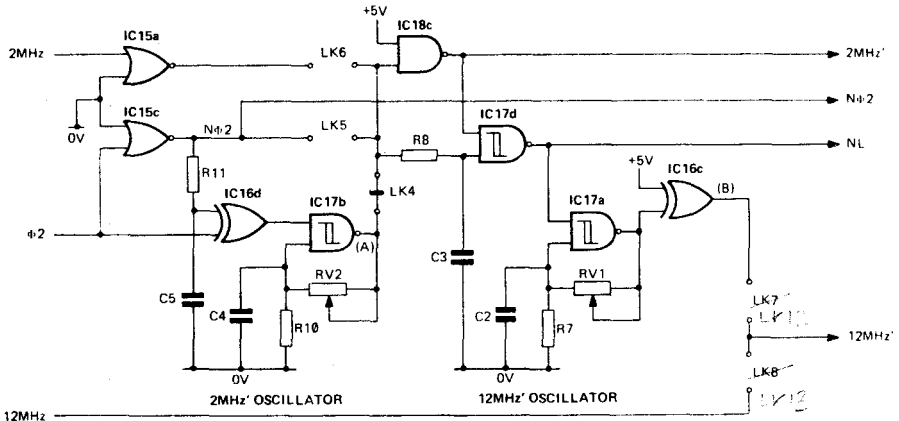 +5V
IC18c
IC15a
2MHz
LK6
2MHz'
IC17d
0V
IC15c
NΦ2
NΦ2
LK5
R8
NL
+5V
IC16c
(B)
R11
IC16d
IC17b
LK4
IC17a
Φ2
(A)
C3
C5
C4
RV2
R10
C2
RV1
R7
LK7
LK12
12MHz'
0V
0V
LK8
LK13
2MHz' OSCILLATOR
12MHz' OSCILLATOR
12MHz